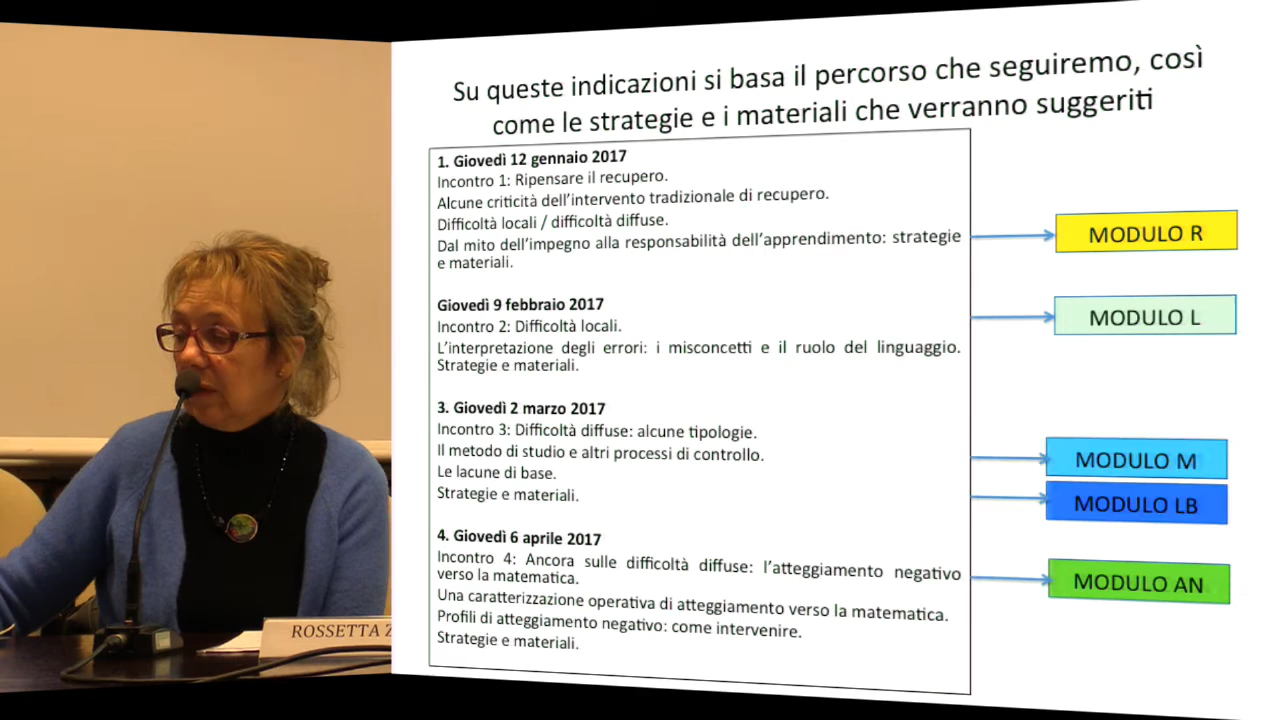 Su queste indicazioni si basa il percorso che seguiremo, così
come le strategie e i materiali che verranno suggeriti
1. Giovedì 12 gennaio 2017
Incontro 1: Ripensare il recupero.
Alcune criticità dell'intervento tradizionale di recupero.
Difficoltà locali / difficoltà diffuse.
Dal mito dell'impegno alla responsabilità dell'apprendimento: strategie
e materiali.
MODULO R
Giovedì 9 febbraio 2017
Incontro 2: Difficoltà locali.
L'interpretazione degli errori: i misconcetti e il ruolo del linguaggio.
Strategie e materiali.
MODULO L
3. Giovedì 2 marzo 2017
Incontro 3: Difficoltà diffuse: alcune tipologie.
Il metodo di studio e altri processi di controllo.
Le lacune di base.
Strategie e materiali.
MODULO M
MODULO LB
4. Giovedì 6 aprile 2017
Incontro 4: Ancora sulle difficoltà diffuse: l'atteggiamento negativo
verso la matematica.
Una caratterizzazione operativa di atteggiamento verso la matematica.
Profili di atteggiamento negativo: come intervenire.
Strategie e materiali.
MODULO AN
ROSSETTA Z